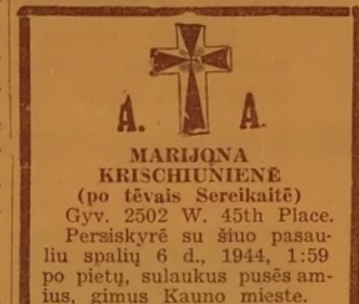 A. A.
MARIJONA
KRISCHIUNIENĖ
(po tėvais Sereikaitė)
Gyv. 2502 W. 45th Place.
Persiskyrė su šiuo pasau-
liu spalių 6 d., 1944, 1:59
po pietų, sulaukus pusės am-
ius, gimus Kauno mieste.